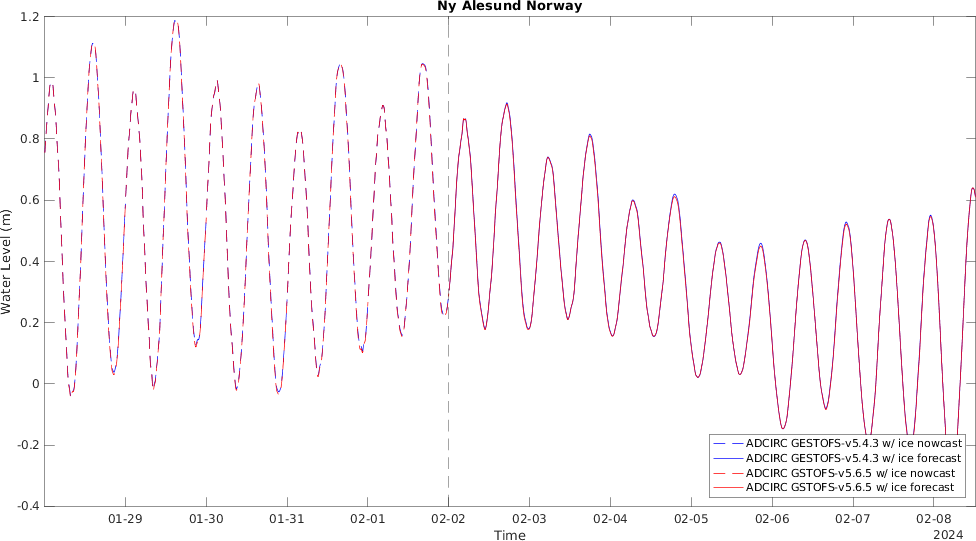 Ny Alesund Norway
1.2
1
0.8
0.6
0.4
0.2
0
-0.2
-0.4
Water Level (m)
ADCIRC GESTOFS-v5.4.3 w/ ice nowcast
ADCIRC GESTOFS-v5.4.3 w/ ice forecast
ADCIRC GSTOFS-v5.6.5 w/ ice nowcast
ADCIRC GSTOFS-v5.6.5 w/ ice forecast
01-29 01-30 01-31 02-01 02-02 02-03 02-04 02-05 02-06 02-07 02-08
Time
2024